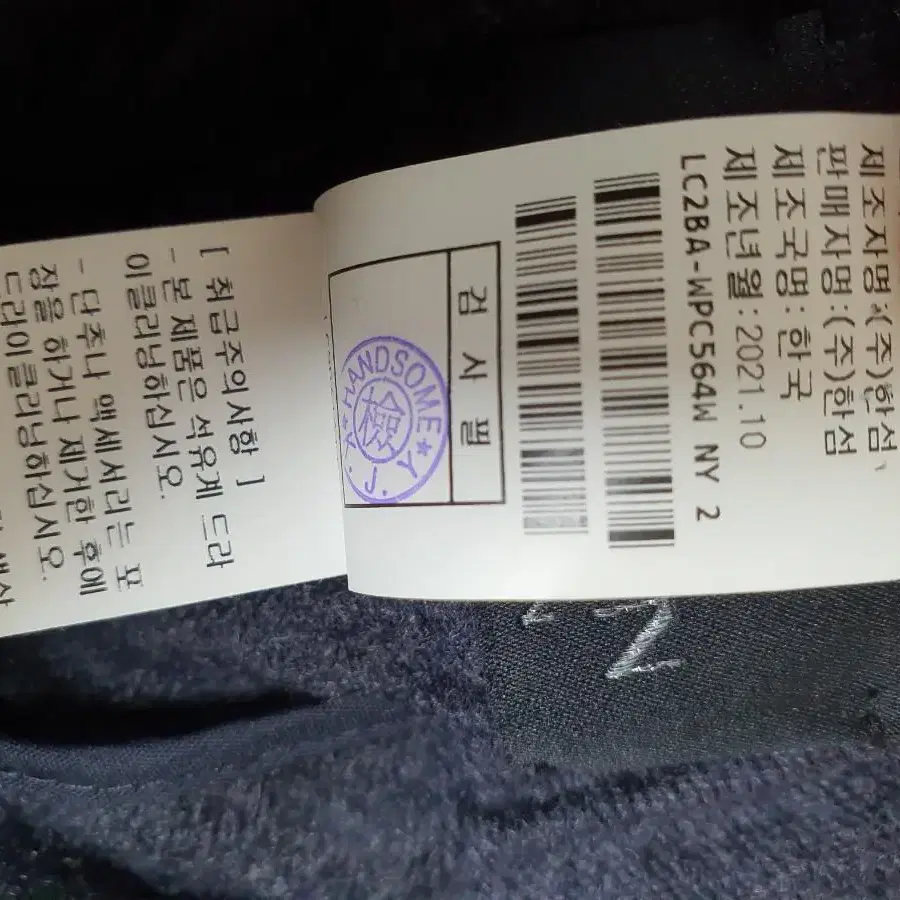 제조자명:(주)한섬
판매자명:(주)한섬
제조국명:한국
제조년월:2021.10
LC2BA-WPC564W NY 2
검사필
HANDSOME★Y.J.Y★
檢
[ 취급주의사항 ]
- 본 제품은 석유계 드라
이클리닝하십시오.
- 단추나 액세서리는 포
장을 하거나 제거한 후에
드라이클리닝하십시오.